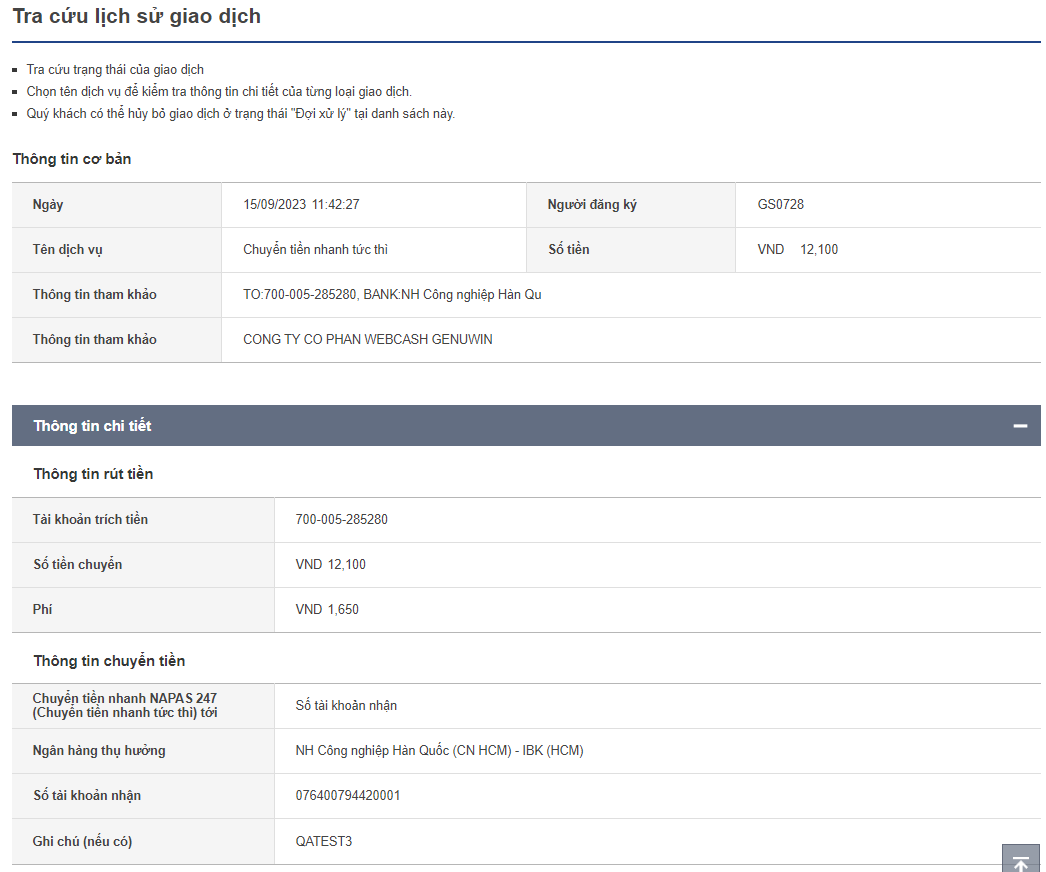 Tra cứu lịch sử giao dịch
Tra cứu trạng thái của giao dịch
Chọn tên dịch vụ để kiểm tra thông tin chi tiết của từng loại giao dịch.
Quý khách có thể hủy bỏ giao dịch ở trạng thái "Đợi xử lý" tại danh sách này.
Thông tin cơ bản
Ngày 15/09/2023 11:42:27 Người đăng ký GS0728
Tên dịch vụ Chuyển tiền nhanh tức thì Số tiền VND 12,100
Thông tin tham khảo TO:700-005-285280, BANK:NH Công nghiệp Hàn Qu
Thông tin tham khảo CONG TY CO PHAN WEBCASH GENUWIN
Thông tin chi tiết
Thông tin rút tiền
Tài khoản trích tiền 700-005-285280
Số tiền chuyển VND 12,100
Phí VND 1,650
Thông tin chuyển tiền
Chuyển tiền nhanh NAPAS 247
(Chuyển tiền nhanh tức thì) tới Số tài khoản nhận
Ngân hàng thụ hưởng NH Công nghiệp Hàn Quốc (CN HCM) - IBK (HCM)
Số tài khoản nhận 076400794420001
Ghi chú (nếu có) QATEST3